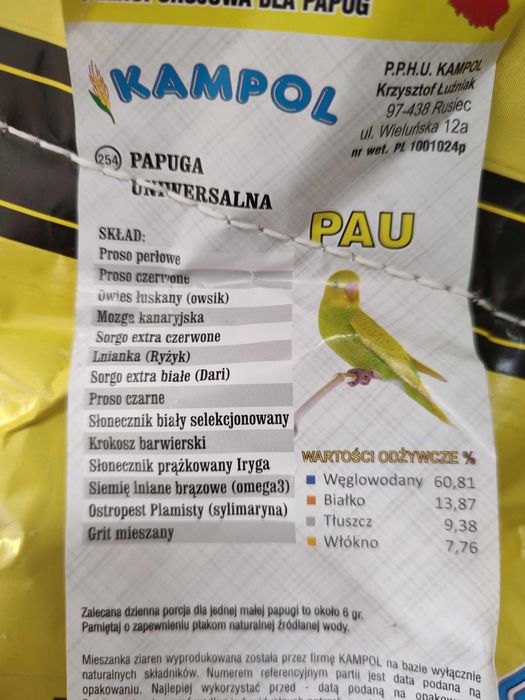 DLA PAPUG
KAMPOL
P.P.H.U. KAMPOL
Krzysztof Łuźniak
97-438 Rusiec
ul. Wieluńska 12a
nr wet. PL 1001024p
254 PAPUGA
UNIWERSALNA
PAU
SKŁAD:
Proso perłowe
Proso czerwone
Owies łuskany (owsik)
Mozga kanaryjska
Sorgo extra czerwone
Lnianka (Ryżyk)
Sorgo extra białe (Dari)
Proso czarne
Słonecznik biały selekcjonowany
Krokosz barwierski
Słonecznik prążkowany Iryga
Siemię lniane brązowe (omega3)
Ostropest Plamisty (sylimaryna)
Grit mieszany
WARTOŚCI ODŻYWCZE %
Węglowodany 60,81
Białko 13,87
Tłuszcz 9,38
Włókno 7,76
Zalecana dzienna porcja dla jednej małej papugi to około 6 gr.
Pamiętaj o zapewnieniu ptakom naturalnej źródlanej wody.
Mieszanka ziaren wyprodukowana została przez firmę KAMPOL na bazie wyłącznie
naturalnych składników. Numerem referencyjnym partii jest data podana na
opakowaniu. Najlepiej wykorzystać przed - datą podaną na